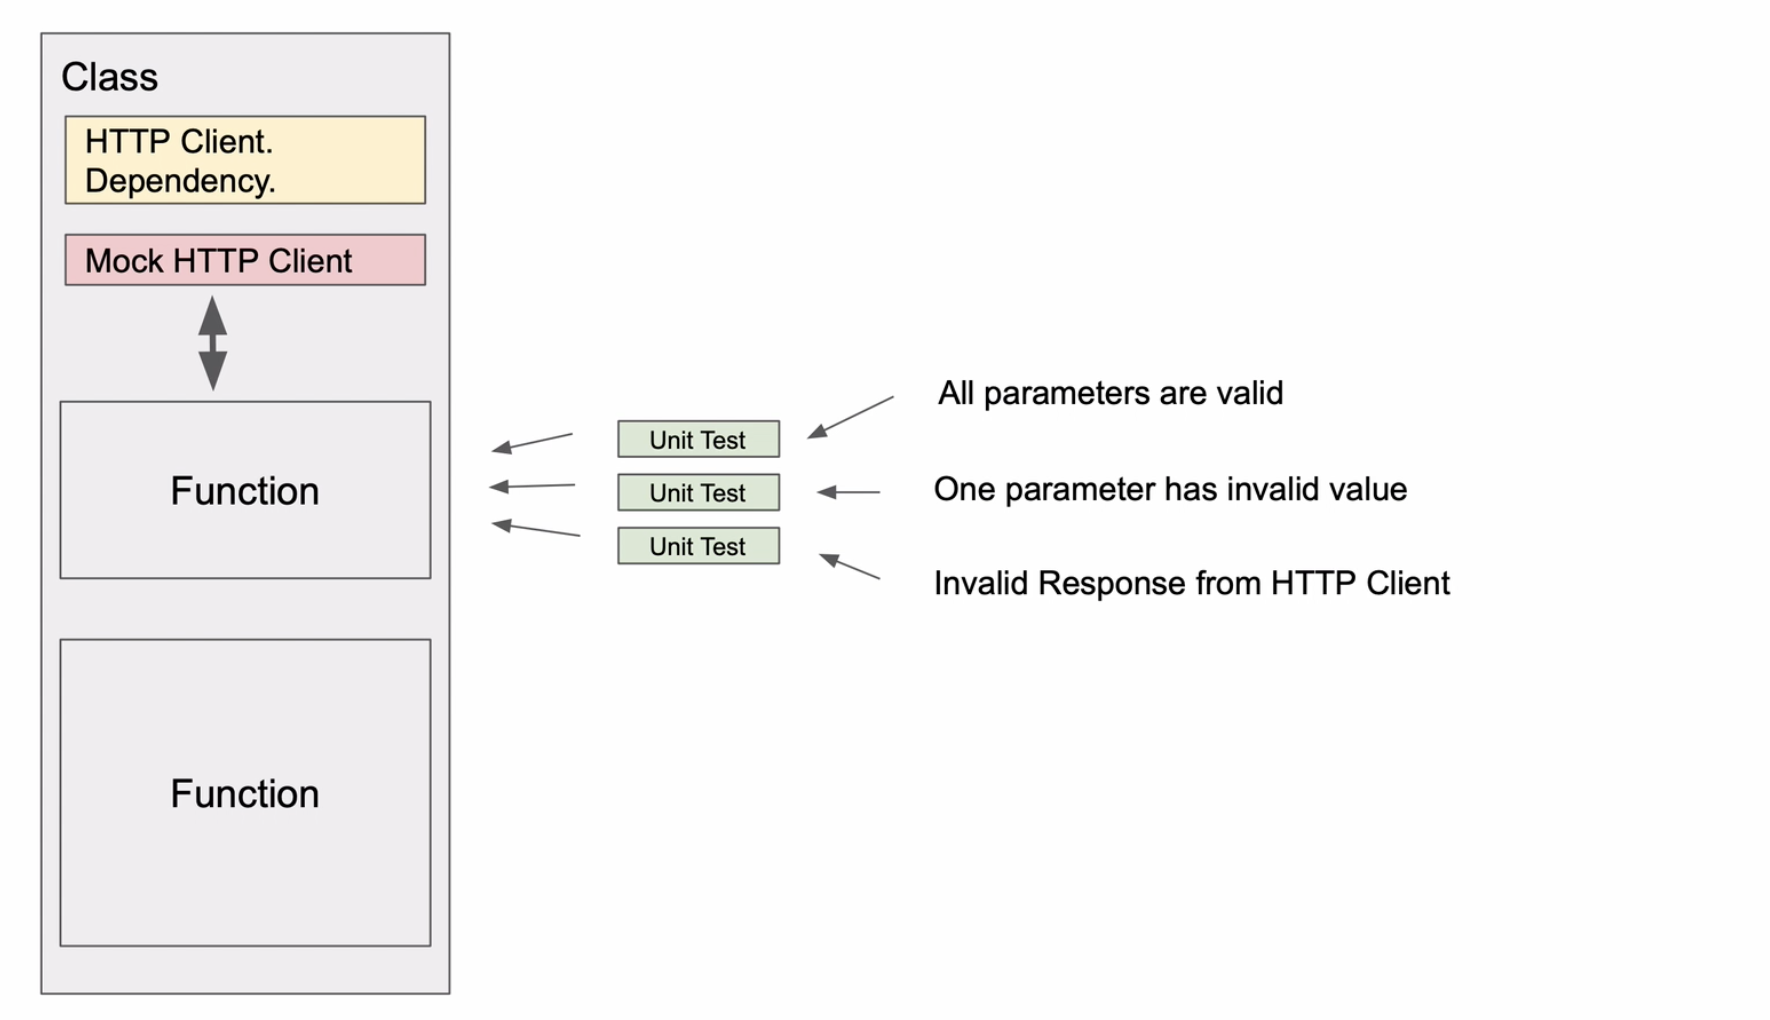 Class
HTTP Client.
Dependency.
Mock HTTP Client
Function
Unit Test
Unit Test
Unit Test
All parameters are valid
One parameter has invalid value
Invalid Response from HTTP Client
Function